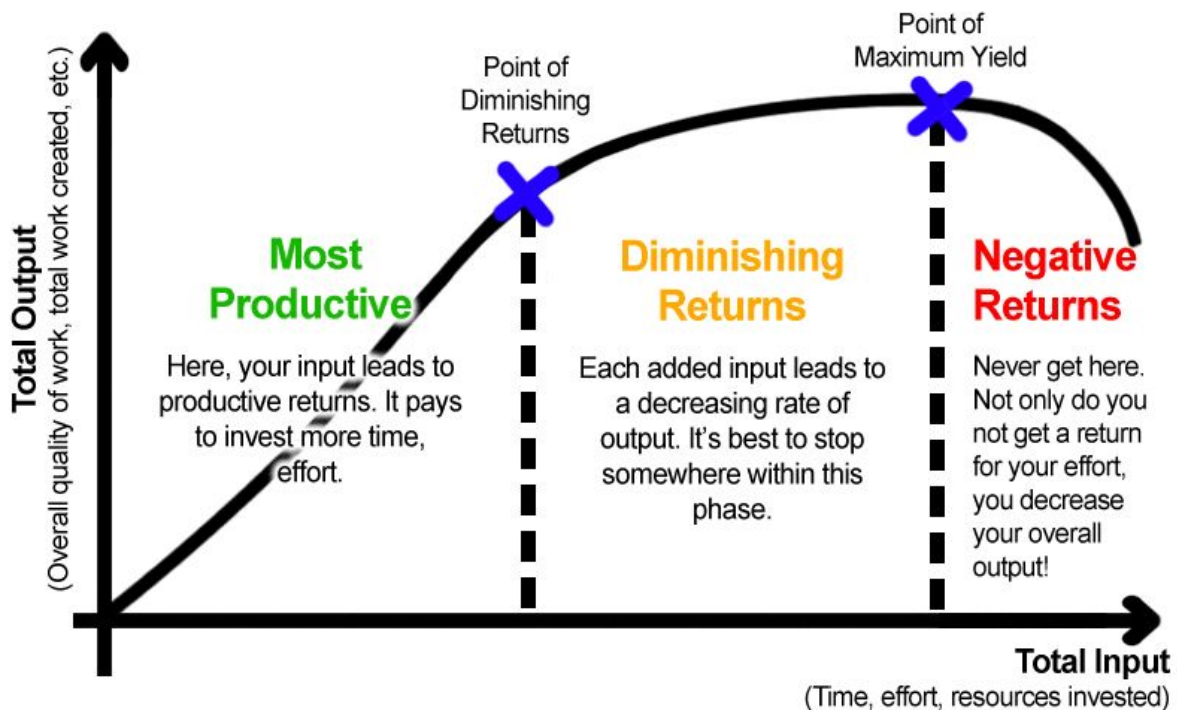 Point of
Diminishing
Returns
Point of
Maximum Yield
Total Output
(Overall quality of work, total work created, etc.)
Most
Productive
Here, your input leads to
productive returns. It pays
to invest more time,
effort.
Diminishing
Returns
Each added input leads to
a decreasing rate of
output. It's best to stop
somewhere within this
phase.
Negative
Returns
Never get here.
Not only do you
not get a return
for your effort,
you decrease
your overall
output!
Total Input
(Time, effort, resources invested)